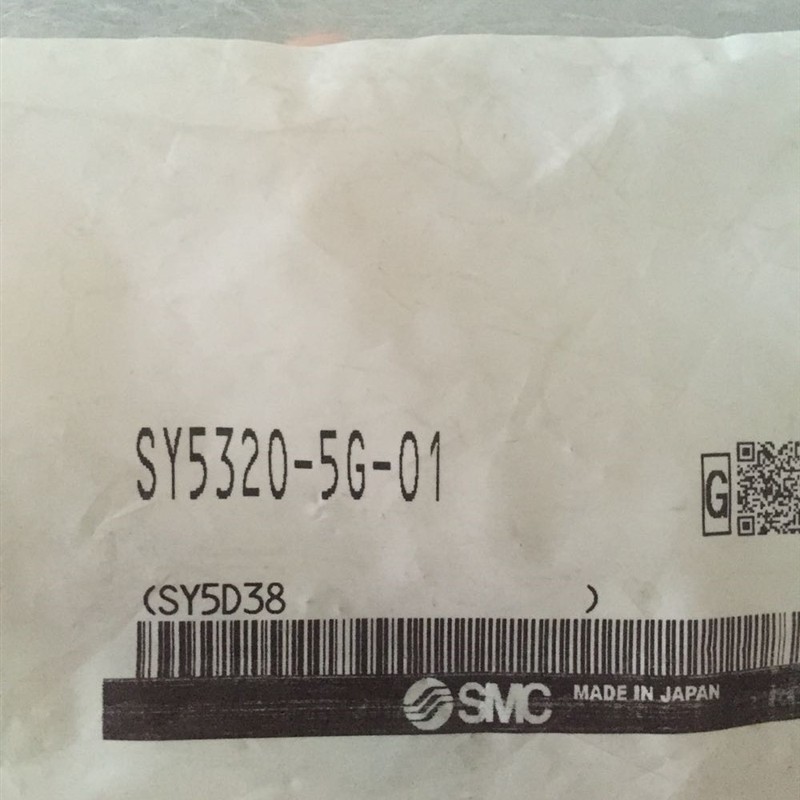 SY5320-5G-01
G
(SY5D38 )
SMC MADE IN JAPAN